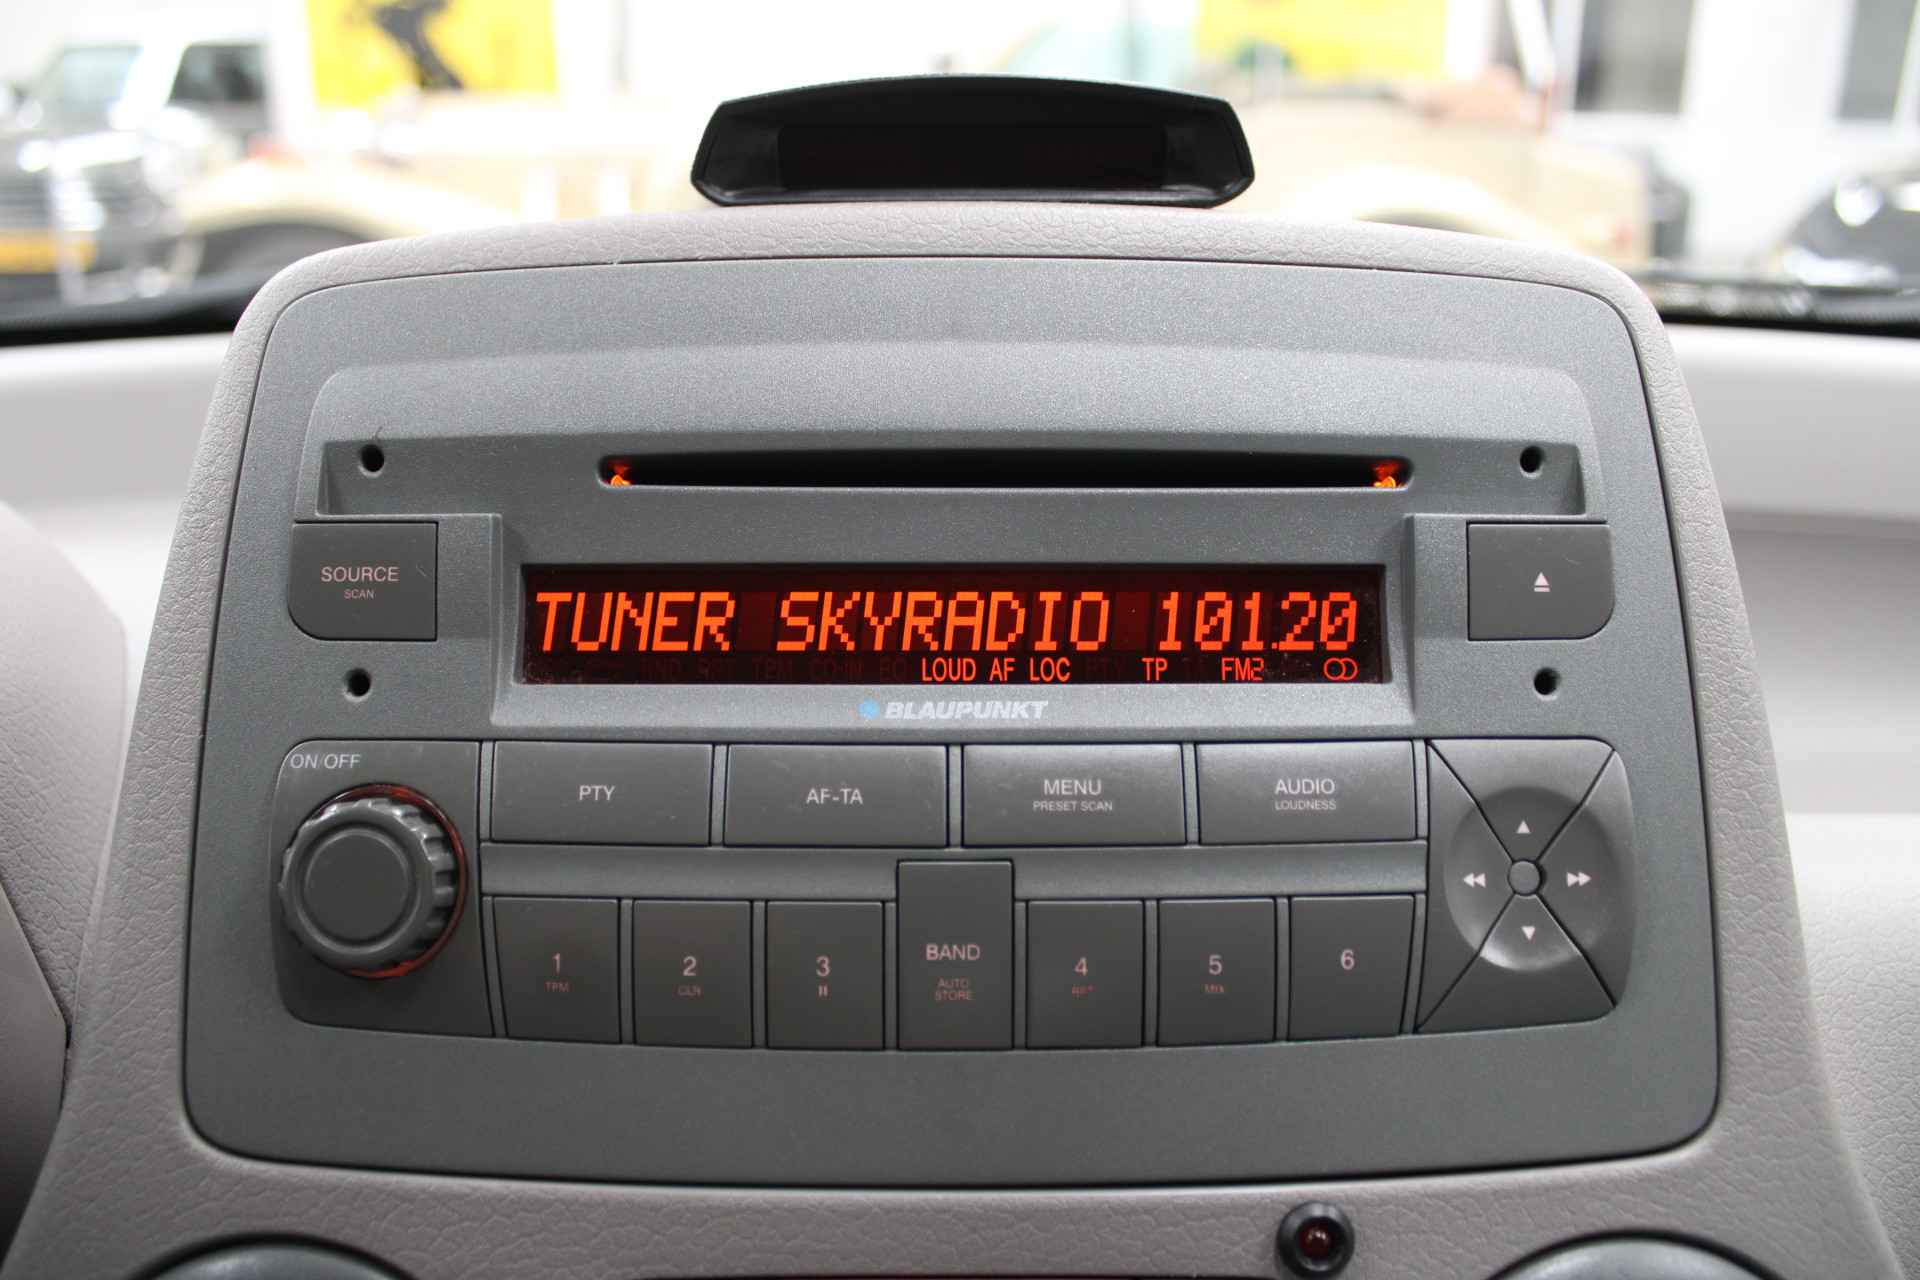 SOURCE
SCAN
TUNER SKYRADIO 101.20
LOUD AF LOC TP FM2
BLAUPUNKT
ON/OFF
PTY
AF-TA
MENU
PRESET SCAN
AUDIO
LOUDNESS
1
TPM
2
CLR
3
BAND
AUTO
STORE
4
RPT
5
MIX
6